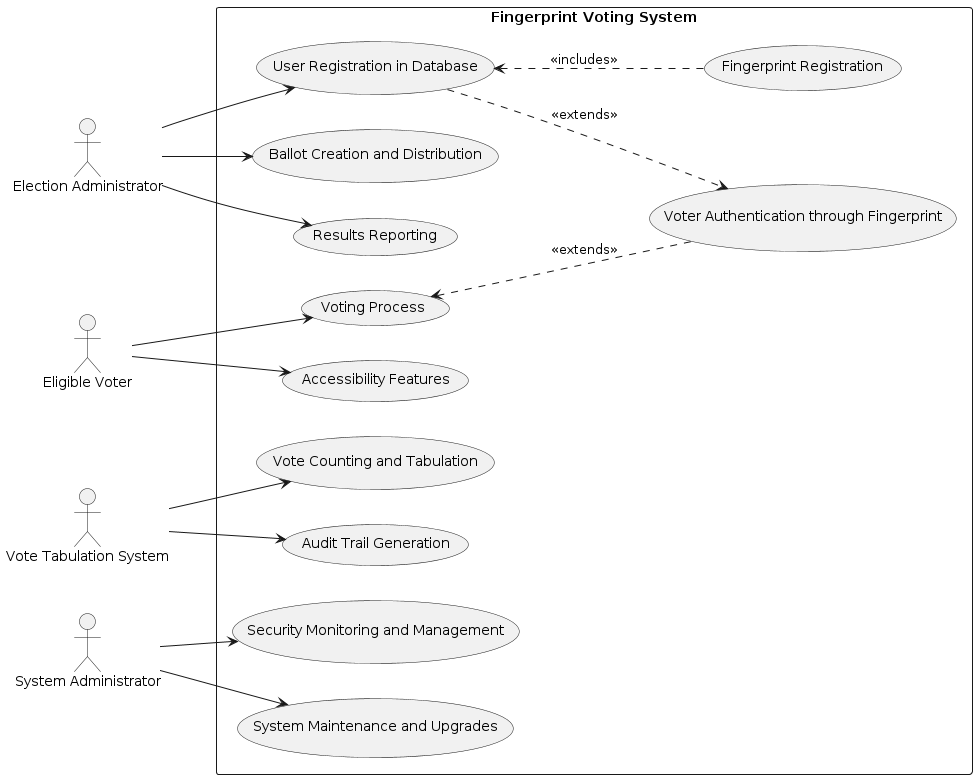 Fingerprint Voting System
User Registration in Database
«includes»
Fingerprint Registration
«extends»
Election Administrator
Ballot Creation and Distribution
Voter Authentication through Fingerprint
Results Reporting
«extends»
Voting Process
Eligible Voter
Accessibility Features
Vote Counting and Tabulation
Vote Tabulation System
Audit Trail Generation
Security Monitoring and Management
System Administrator
System Maintenance and Upgrades